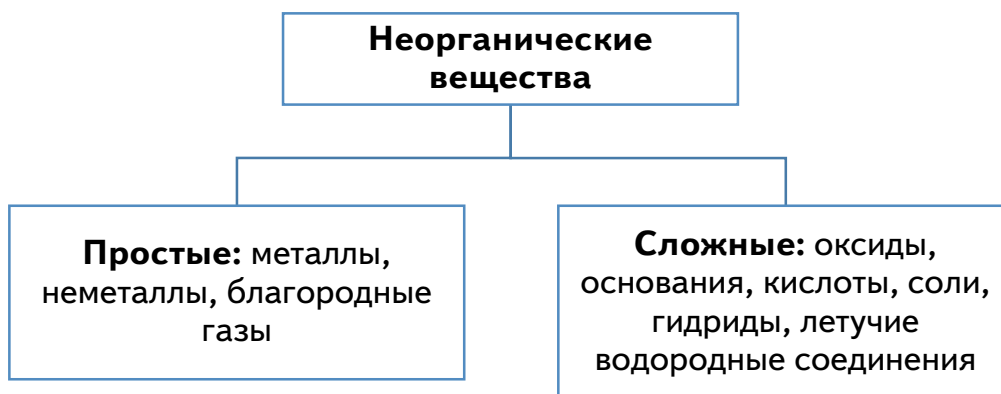 Неорганические
вещества
Простые: металлы,
неметаллы, благородные
газы
Сложные: оксиды,
основания, кислоты, соли,
гидриды, летучие
водородные соединения